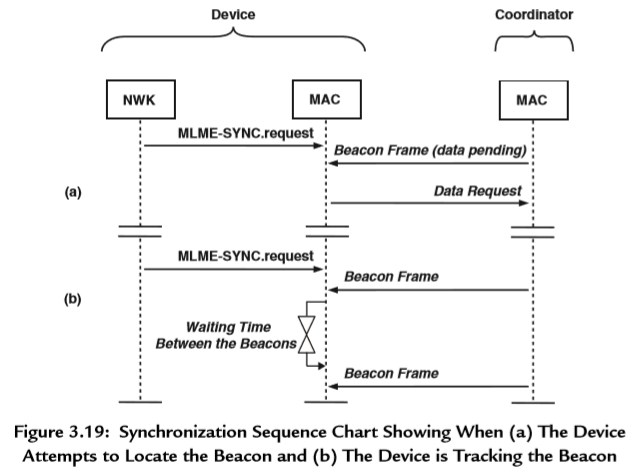 Device
Coordinator
NWK
MAC
MAC
MLME-SYNC.request
Beacon Frame (data pending)
(a)
Data Request
MLME-SYNC.request
Beacon Frame
(b)
Waiting Time
Between the Beacons
Beacon Frame
Figure 3.19: Synchronization Sequence Chart Showing When (a) The Device
Attempts to Locate the Beacon and (b) The Device is Tracking the Beacon